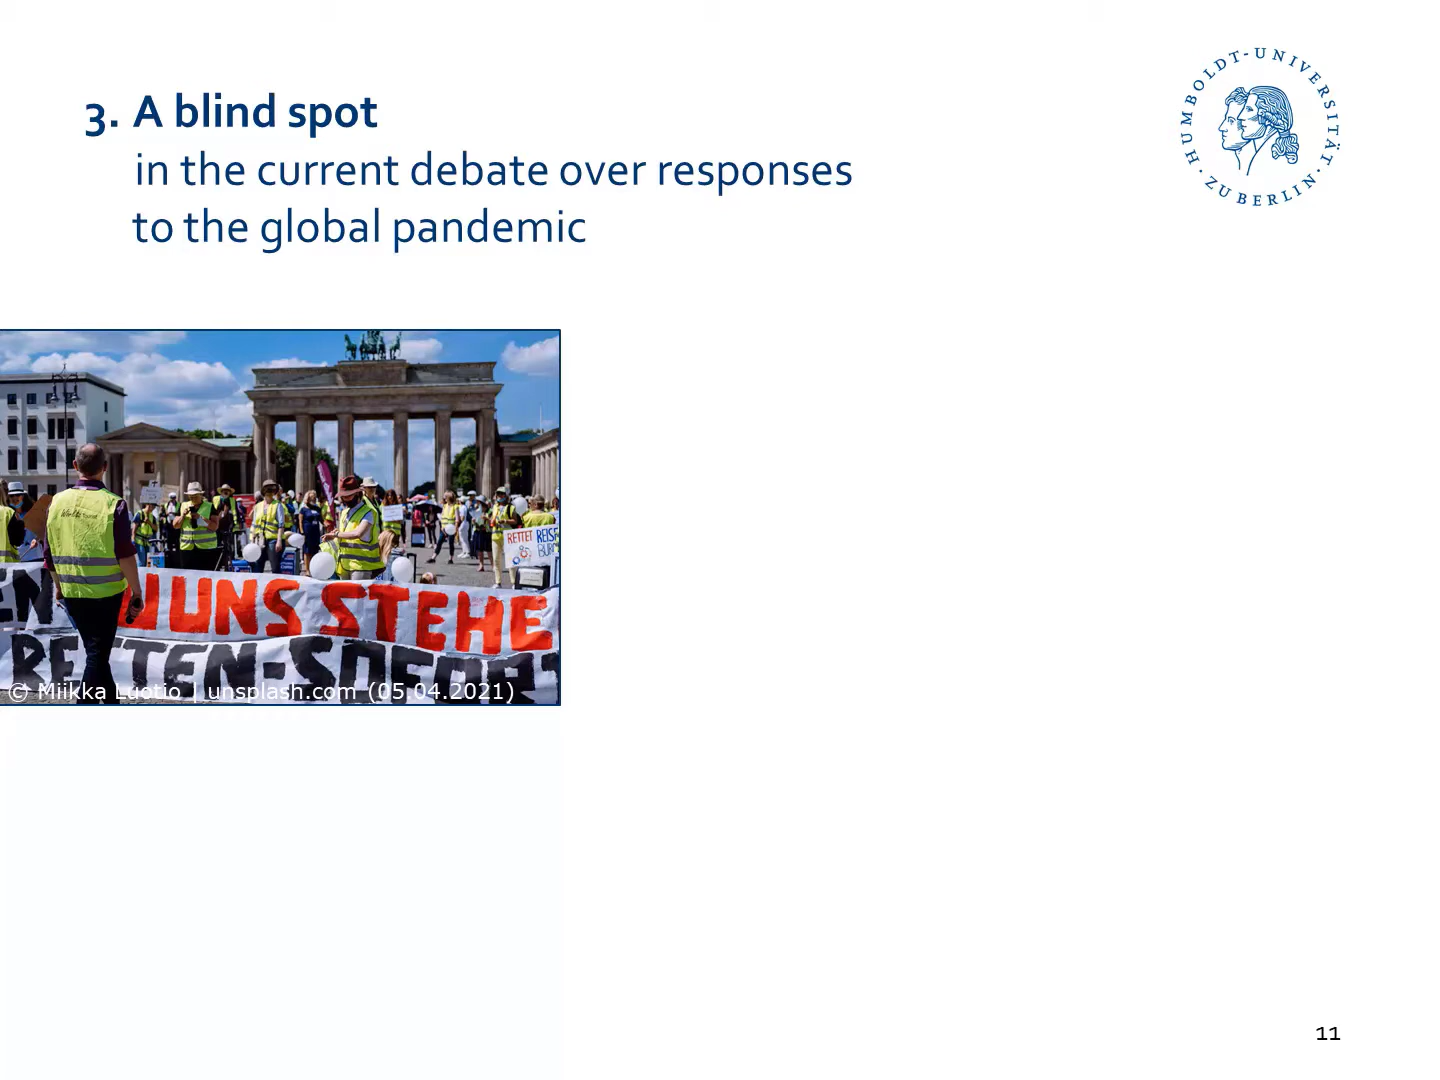 3. A blind spot
in the current debate over responses
to the global pandemic
HUMBOLDT-UNIVERSITÄT
· ZU BERLIN ·
RETTET REISE
UNS STEHE
© Miikka Luotio | unsplash.com (05.04.2021)
11